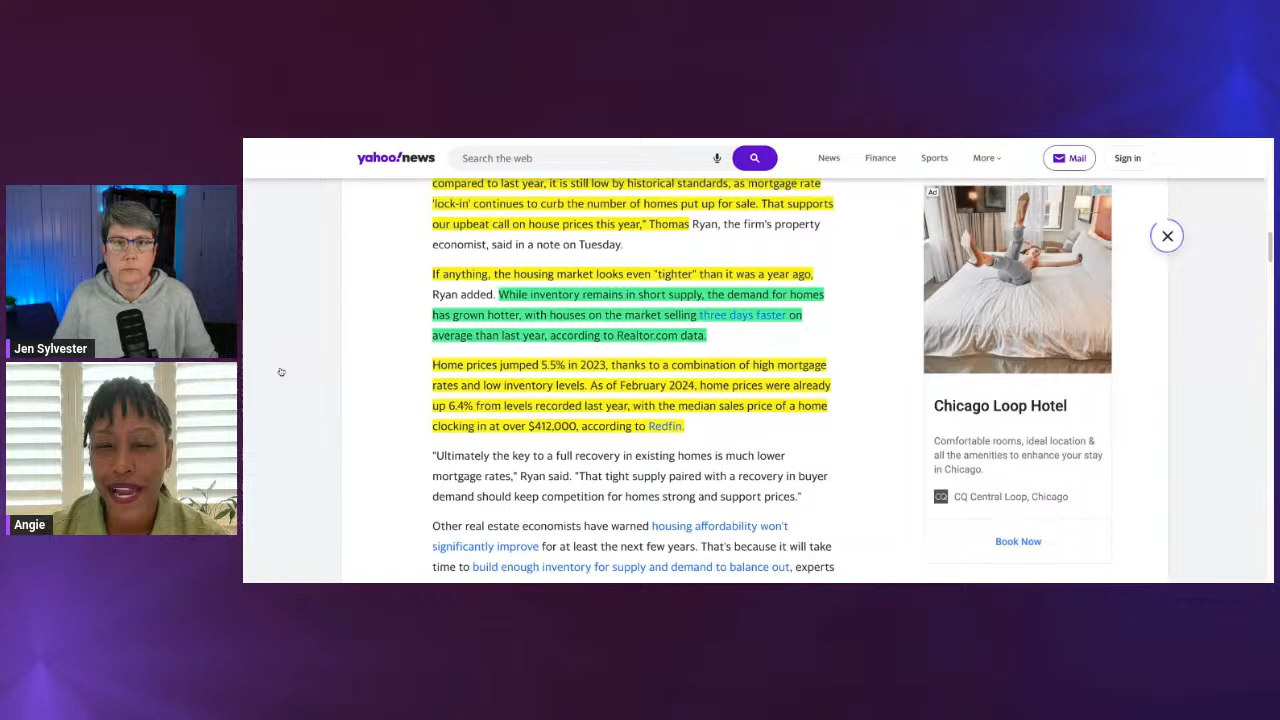 yahoo!news
Search the web
News
Finance
Sports
More
Mail
Sign in
compared to last year, it is still low by historical standards, as mortgage rate
'lock-in' continues to curb the number of homes put up for sale. That supports
our upbeat call on house prices this year," Thomas Ryan, the firm's property
economist, said in a note on Tuesday.
If anything, the housing market looks even "tighter" than it was a year ago,
Ryan added. While inventory remains in short supply, the demand for homes
has grown hotter, with houses on the market selling three days faster on
average than last year, according to Realtor.com data.
Home prices jumped 5.5% in 2023, thanks to a combination of high mortgage
rates and low inventory levels. As of February 2024, home prices were already
up 6.4% from levels recorded last year, with the median sales price of a home
clocking in at over $412,000, according to Redfin.
"Ultimately the key to a full recovery in existing homes is much lower
mortgage rates," Ryan said. "That tight supply paired with a recovery in buyer
demand should keep competition for homes strong and support prices."
Other real estate economists have warned housing affordability won't
significantly improve for at least the next few years. That's because it will take
time to build enough inventory for supply and demand to balance out, experts
Ad
Chicago Loop Hotel
Comfortable rooms, ideal location &
all the amenities to enhance your stay
in Chicago.
CQ
CQ Central Loop, Chicago
Book Now
Jen Sylvester
Angie